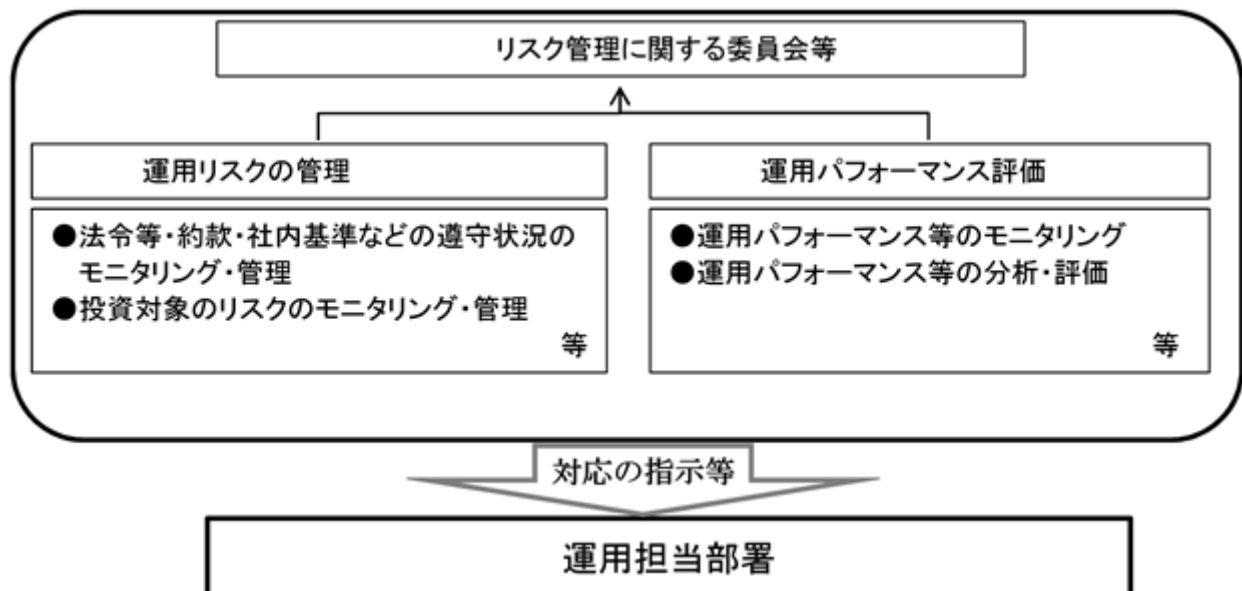 リスク管理に関する委員会等
運用リスクの管理
●法令等・約款・社内基準などの遵守状況の
モニタリング・管理
●投資対象のリスクのモニタリング・管理
等
運用パフォーマンス評価
●運用パフォーマンス等のモニタリング
●運用パフォーマンス等の分析・評価
等
対応の指示等
運用担当部署